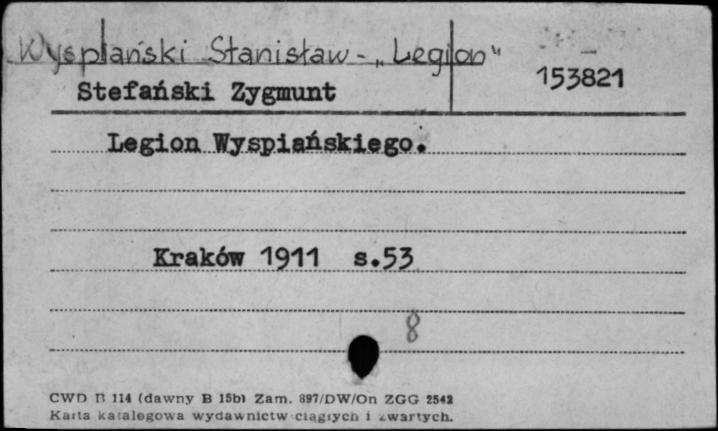 Wyspiański Stanisław - „Legion"
Stefański Zygmunt
153821
Legion Wyspiańskiego.
Kraków 1911 s.53
8
CWD B 114 (dawny B 15b) Zam. 897/DW/On ZGG 2542
Karta katalogowa wydawnictw ciągłych i zwartych.